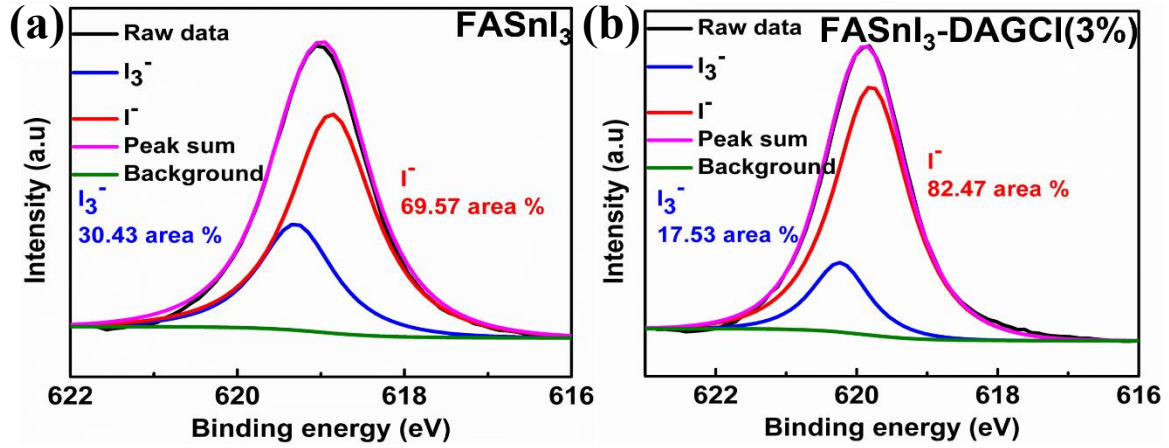 (a)
FASnI₃
Raw data
I₃⁻
I⁻
Peak sum
Background
I₃⁻
30.43 area %
I⁻
69.57 area %
Intensity (a.u)
622
620
618
616
Binding energy (eV)
(b)
FASnI₃-DAGCl(3%)
Raw data
I₃⁻
I⁻
Peak sum
Background
I₃⁻
17.53 area %
I⁻
82.47 area %
Intensity (a.u)
622
620
618
616
Binding energy (eV)